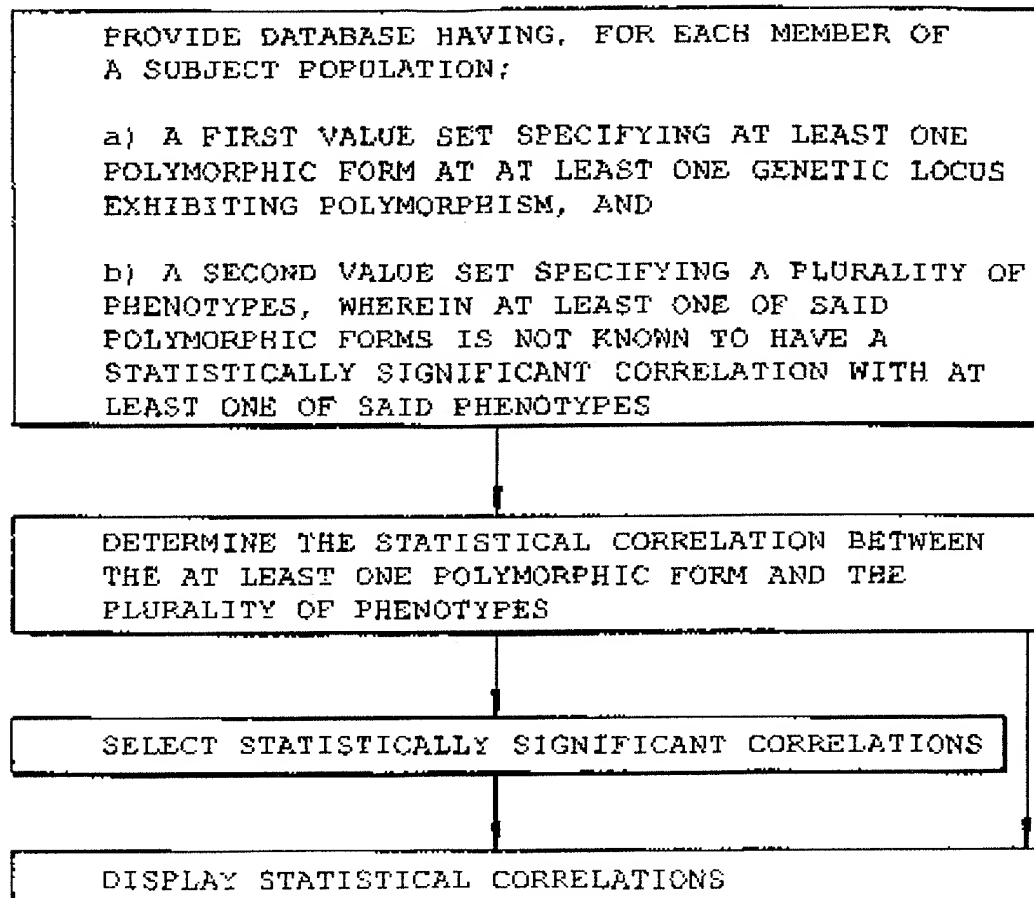 PROVIDE DATABASE HAVING, FOR EACH MEMBER OF
A SUBJECT POPULATION;
a) A FIRST VALUE SET SPECIFYING AT LEAST ONE
POLYMORPHIC FORM AT AT LEAST ONE GENETIC LOCUS
EXHIBITING POLYMORPHISM, AND
b) A SECOND VALUE SET SPECIFYING A PLURALITY OF
PHENOTYPES, WHEREIN AT LEAST ONE OF SAID
POLYMORPHIC FORMS IS NOT KNOWN TO HAVE A
STATISTICALLY SIGNIFICANT CORRELATION WITH AT
LEAST ONE OF SAID PHENOTYPES
DETERMINE THE STATISTICAL CORRELATION BETWEEN
THE AT LEAST ONE POLYMORPHIC FORM AND THE
PLURALITY OF PHENOTYPES
SELECT STATISTICALLY SIGNIFICANT CORRELATIONS
DISPLAY STATISTICAL CORRELATIONS